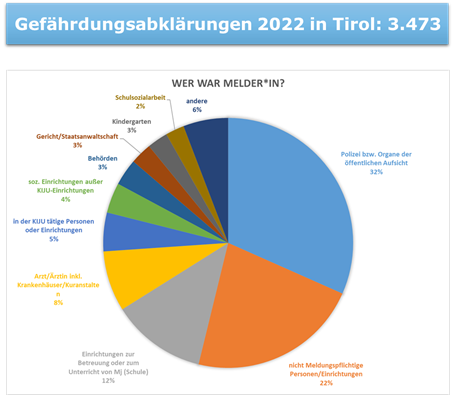 Gefährdungsabklärungen 2022 in Tirol: 3.473
WER WAR MELDER*IN?
Polizei bzw. Organe der
öffentlichen Aufsicht
32%
nicht Meldungspflichtige
Personen/Einrichtungen
22%
Einrichtungen zur
Betreuung oder zum
Unterricht von Mj (Schule)
12%
Arzt/Ärztin inkl.
Krankenhäuser/Kuranstalte
n
8%
in der KIJU tätige Personen
oder Einrichtungen
5%
soz. Einrichtungen außer
KIJU-Einrichtungen
4%
Behörden
3%
Gericht/Staatsanwaltschaft
3%
Kindergarten
3%
Schulsozialarbeit
2%
andere
6%